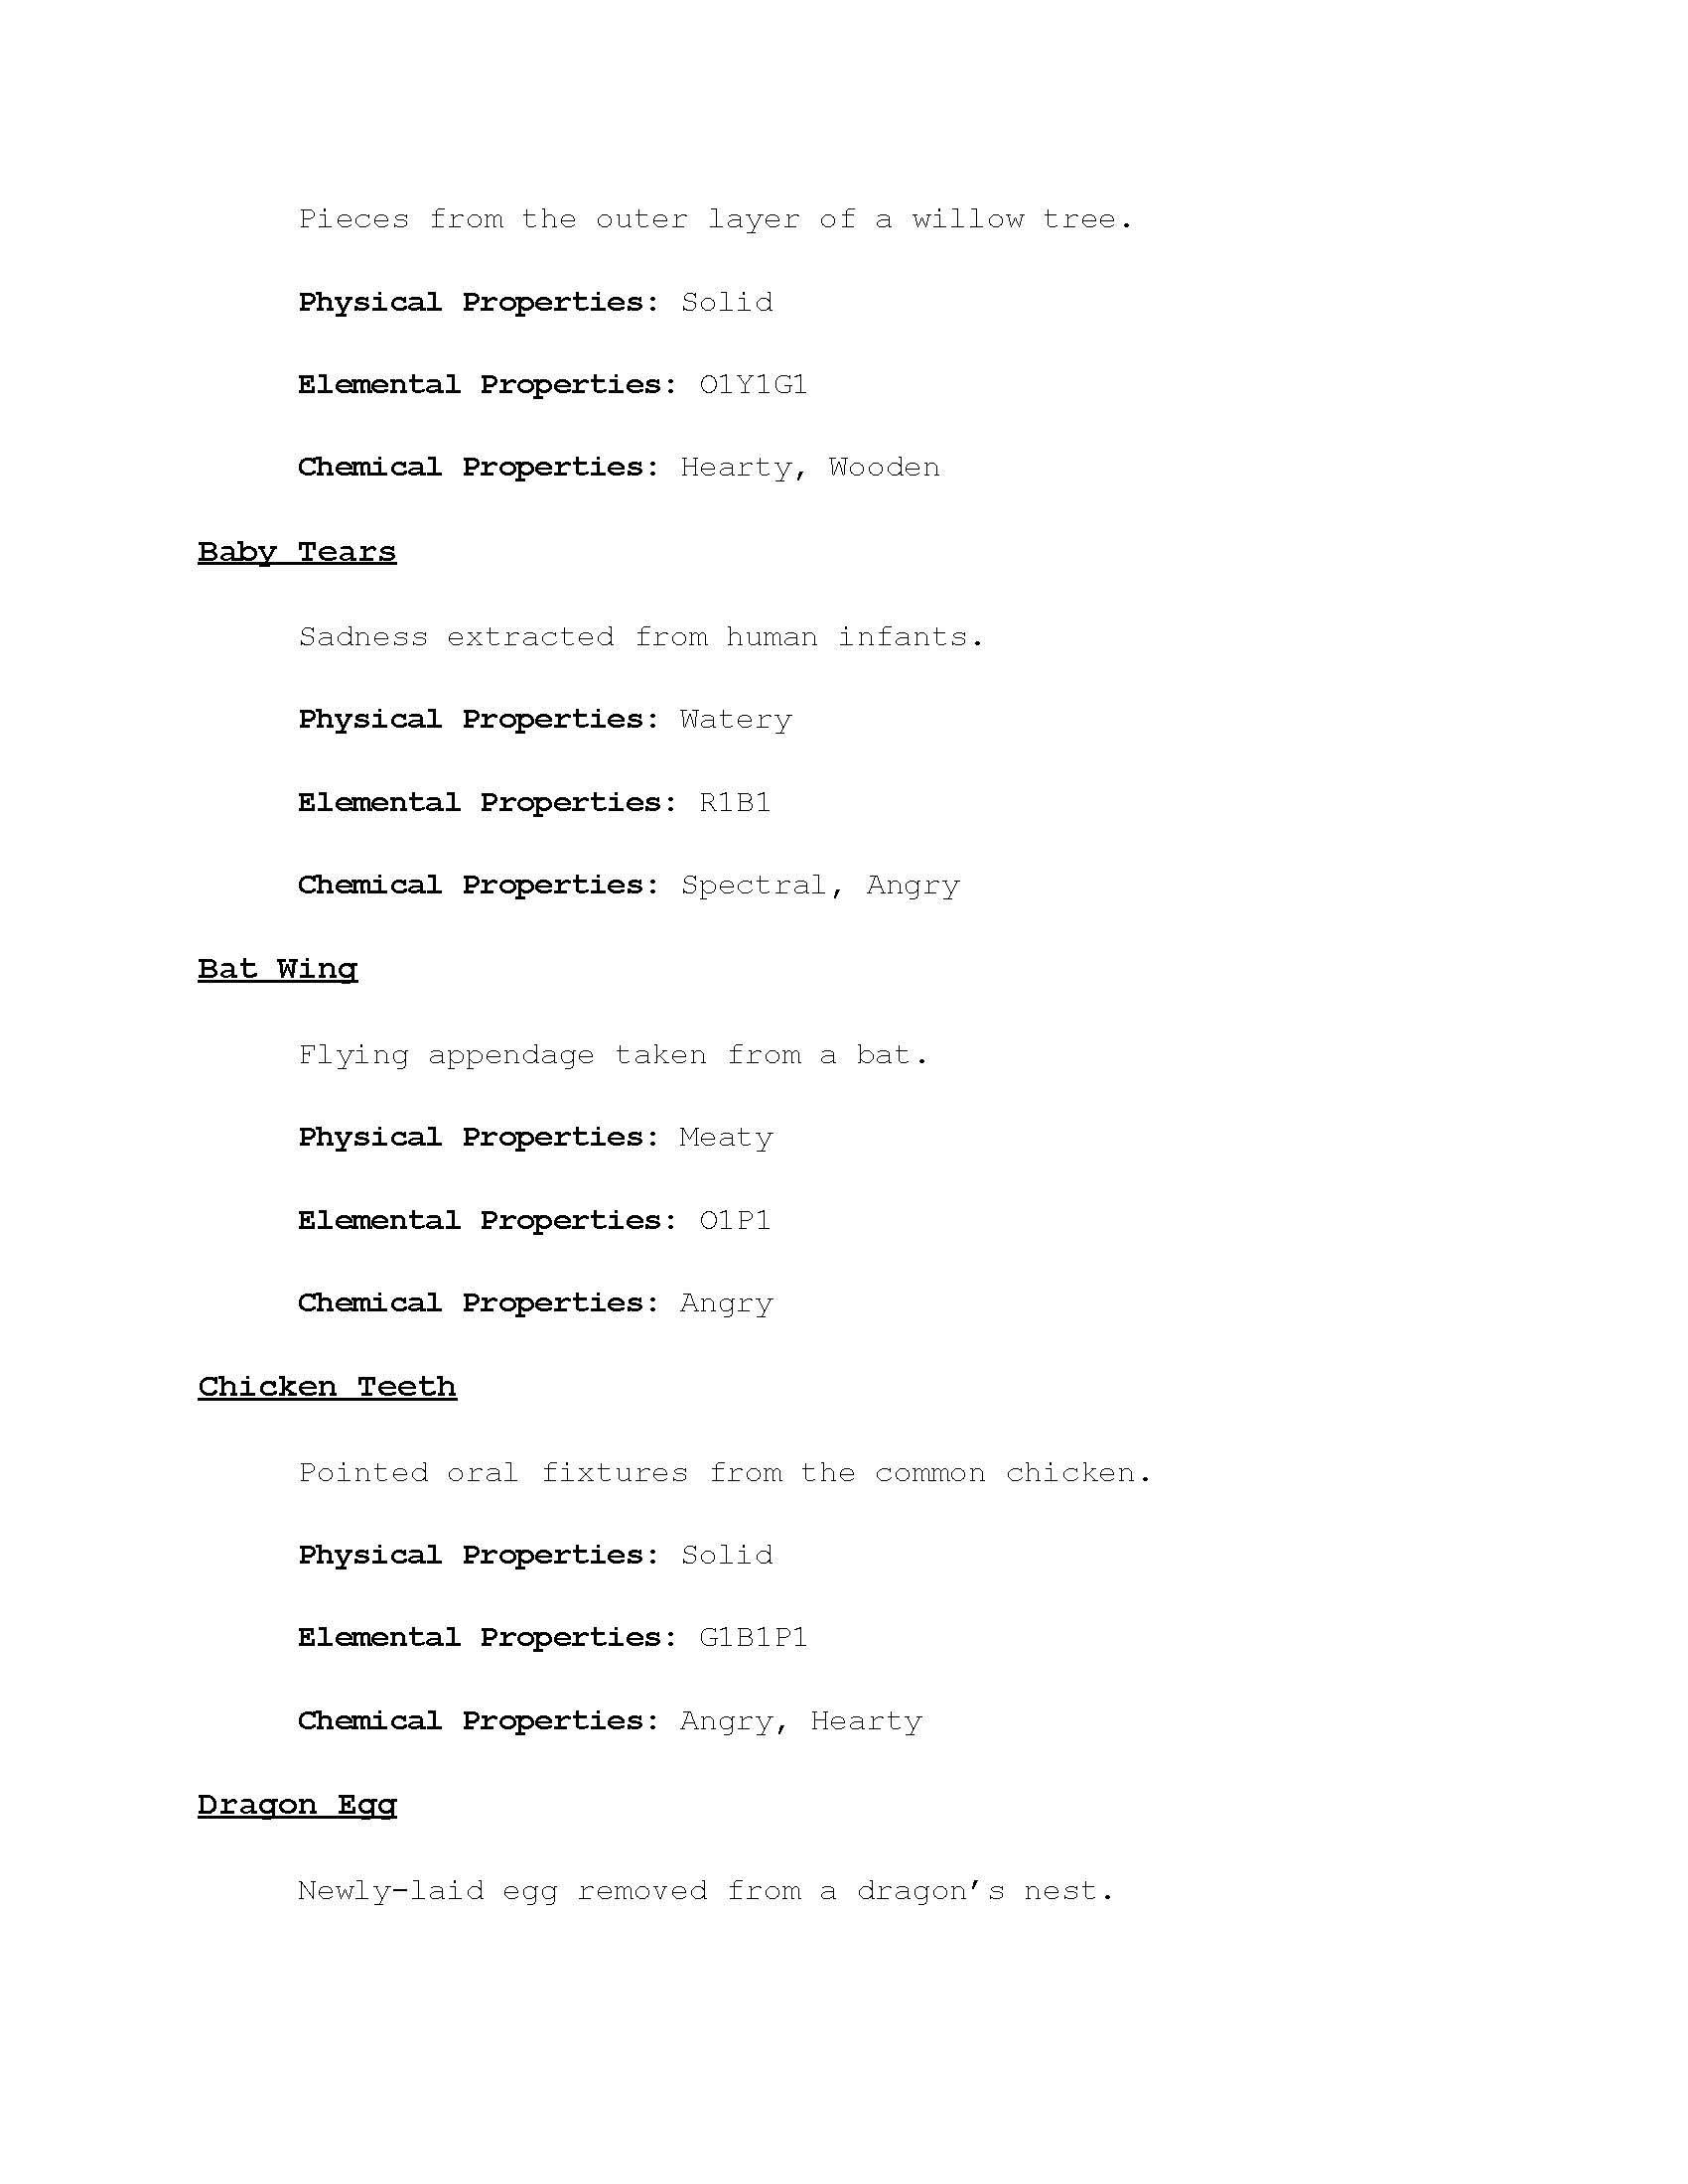 Pieces from the outer layer of a willow tree.
Physical Properties: Solid
Elemental Properties: O1Y1G1
Chemical Properties: Hearty, Wooden
Baby Tears
Sadness extracted from human infants.
Physical Properties: Watery
Elemental Properties: R1B1
Chemical Properties: Spectral, Angry
Bat Wing
Flying appendage taken from a bat.
Physical Properties: Meaty
Elemental Properties: O1P1
Chemical Properties: Angry
Chicken Teeth
Pointed oral fixtures from the common chicken.
Physical Properties: Solid
Elemental Properties: G1B1P1
Chemical Properties: Angry, Hearty
Dragon Egg
Newly-laid egg removed from a dragon’s nest.